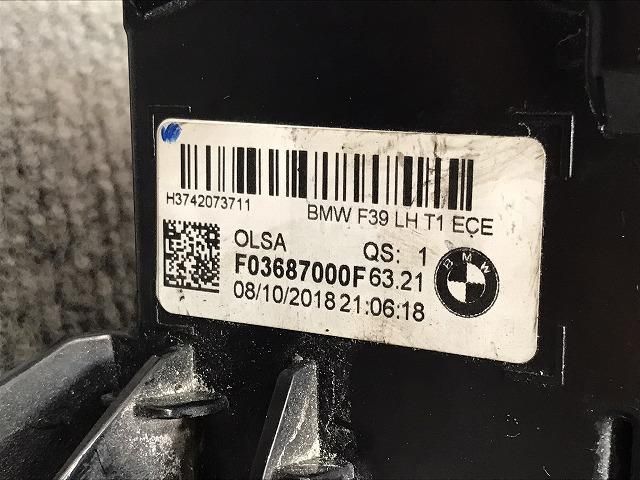 H3742073711 BMW F39 LH T1 ECE
OLSA QS: 1
F03687000F 63.21
08/10/2018 21:06:18
BMW